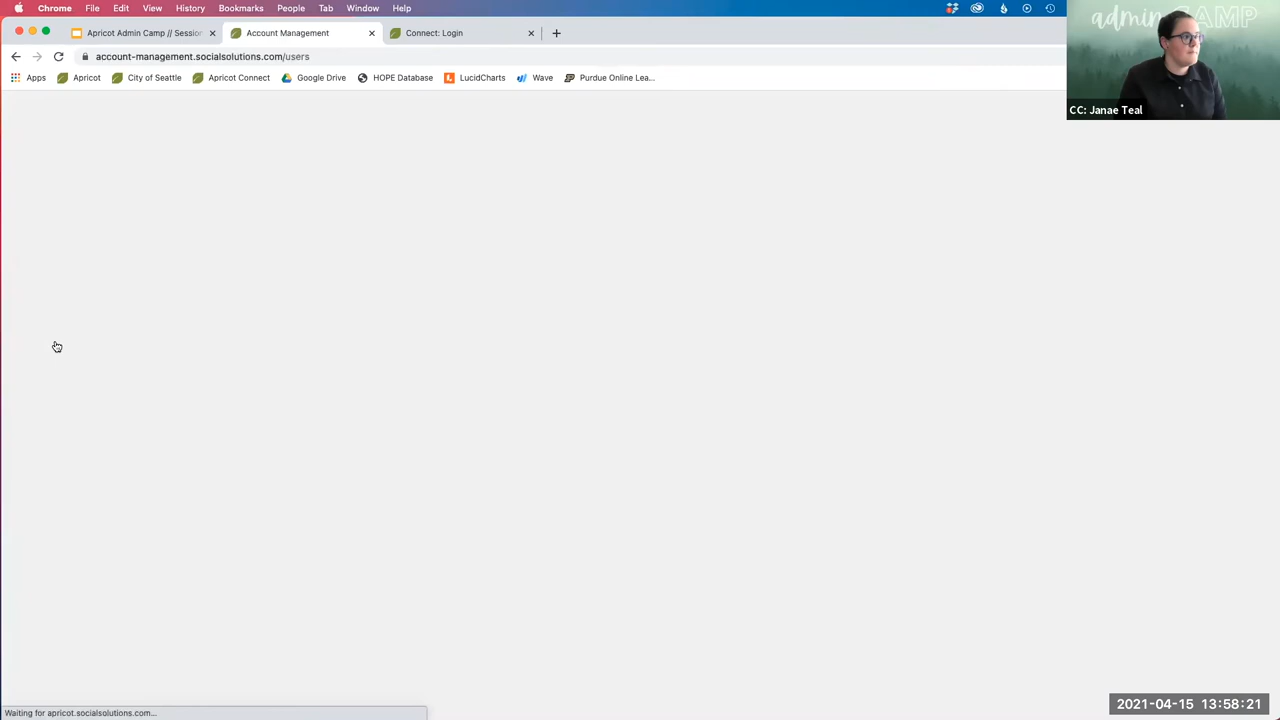 Chrome File Edit View History Bookmarks People Tab Window Help
admin CAMP
Apricot Admin Camp // Session
Account Management
Connect: Login
account-management.socialsolutions.com/users
Apps Apricot City of Seattle Apricot Connect Google Drive HOPE Database LucidCharts Wave Purdue Online Lea...
CC: Janae Teal
Waiting for apricot.socialsolutions.com...
2021-04-15 13:58:21